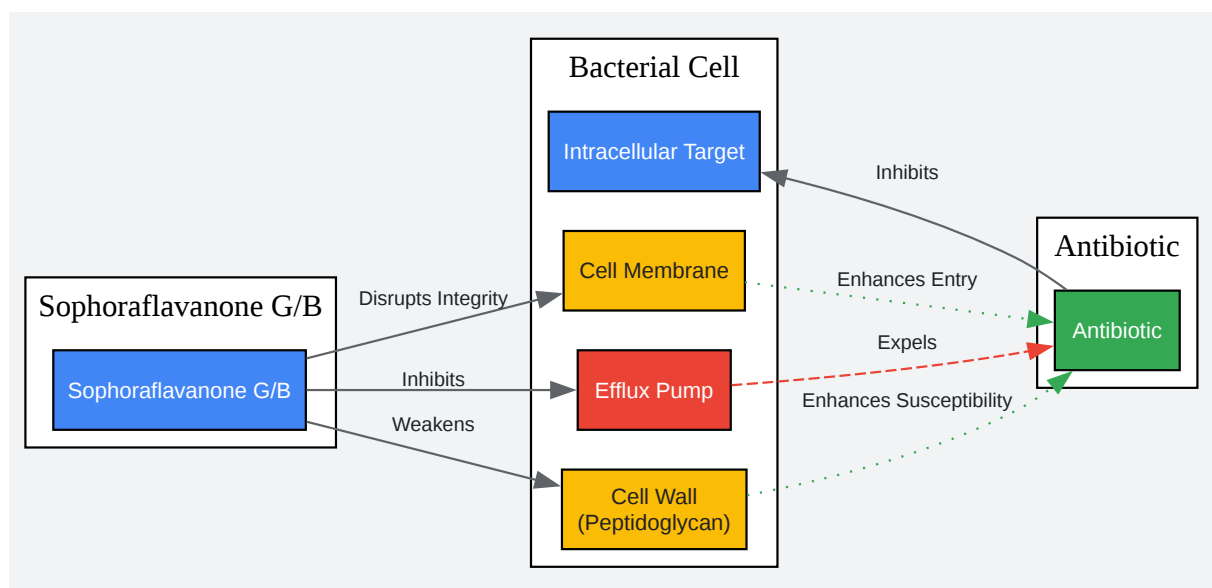 Bacterial Cell
Intracellular Target
Inhibits
Antibiotic
Cell Membrane
Enhances Entry
Disrupts Integrity
Sophoraflavanone G/B
Antibiotic
Expels
Sophoraflavanone G/B
Inhibits
Efflux Pump
Enhances Susceptibility
Weakens
Cell Wall
(Peptidoglycan)